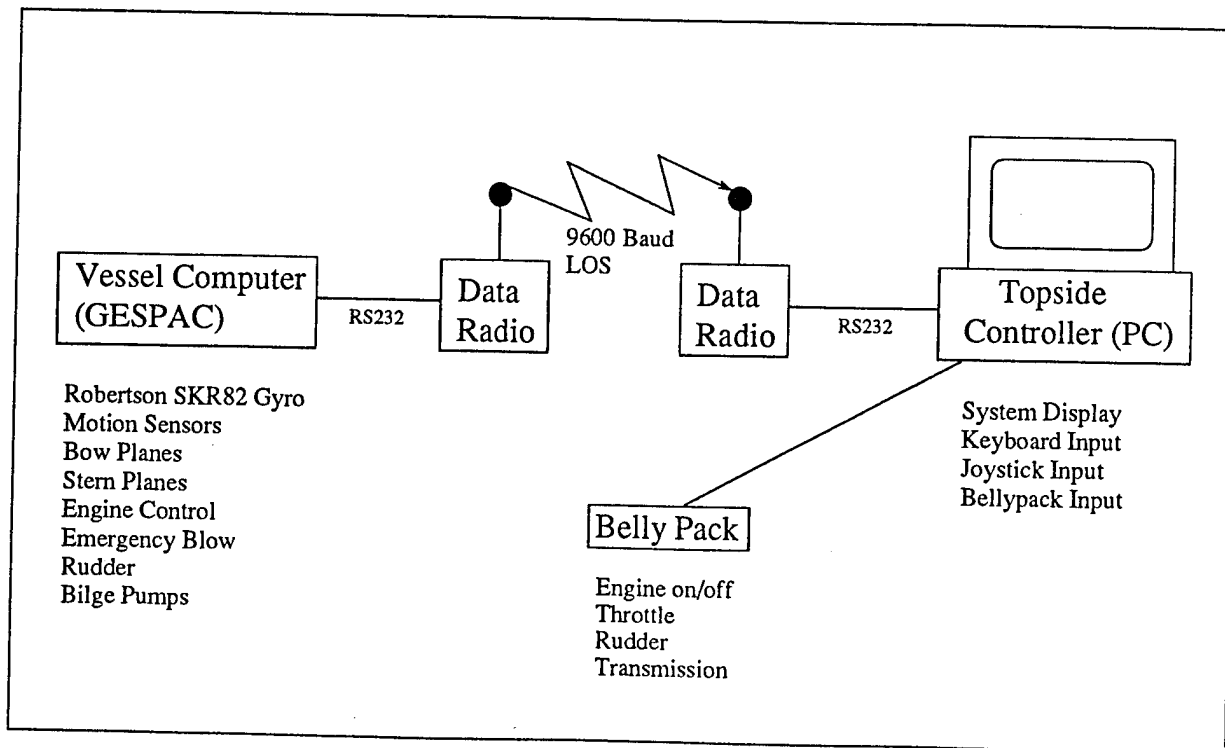 9600 Baud
LOS
Vessel Computer
(GESPAC)
RS232
Data
Radio
Data
Radio
RS232
Topside
Controller (PC)
Robertson SKR82 Gyro
Motion Sensors
Bow Planes
Stern Planes
Engine Control
Emergency Blow
Rudder
Bilge Pumps
System Display
Keyboard Input
Joystick Input
Bellypack Input
Belly Pack
Engine on/off
Throttle
Rudder
Transmission